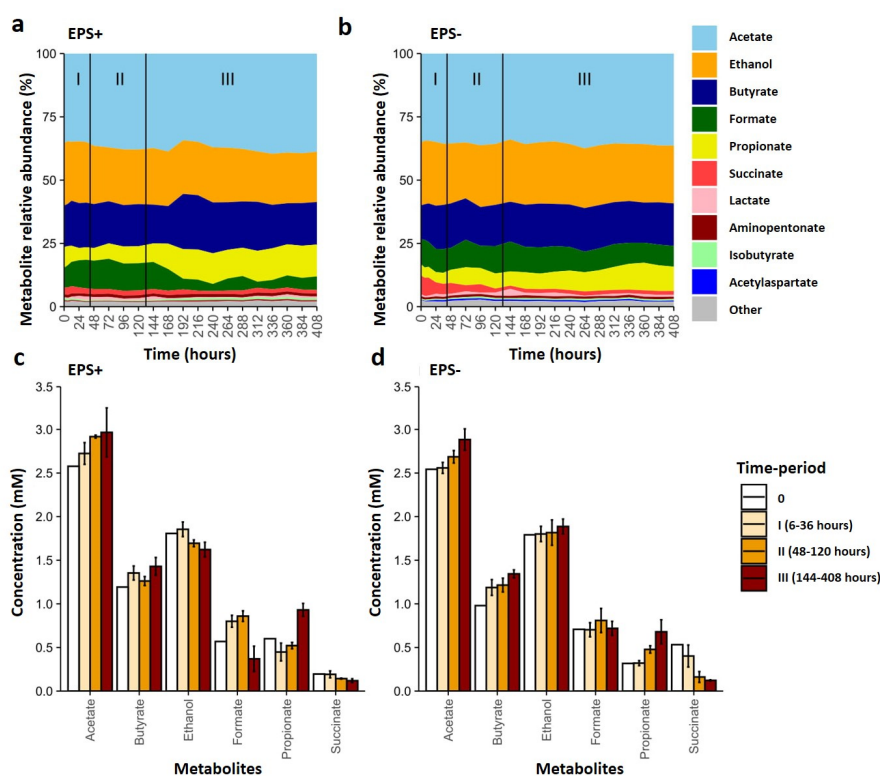 a
EPS+
b
EPS-
Metabolite relative abundance (%)
100
75
50
25
0
I
II
III
0
24
48
72
96
120
144
168
192
216
240
264
288
312
336
360
384
408
Time (hours)
Metabolite relative abundance (%)
100
75
50
25
0
I
II
III
0
24
48
72
96
120
144
168
192
216
240
264
288
312
336
360
384
408
Time (hours)
Acetate
Ethanol
Butyrate
Formate
Propionate
Succinate
Lactate
Aminopentonate
Isobutyrate
Acetylaspartate
Other
c
EPS+
Concentration (mM)
3.5
3.0
2.5
2.0
1.5
1.0
0.5
0.0
Acetate
Butyrate
Ethanol
Formate
Propionate
Succinate
Metabolites
d
EPS-
Concentration (mM)
3.5
3.0
2.5
2.0
1.5
1.0
0.5
0.0
Acetate
Butyrate
Ethanol
Formate
Propionate
Succinate
Metabolites
Time-period
0
I (6-36 hours)
II (48-120 hours)
III (144-408 hours)